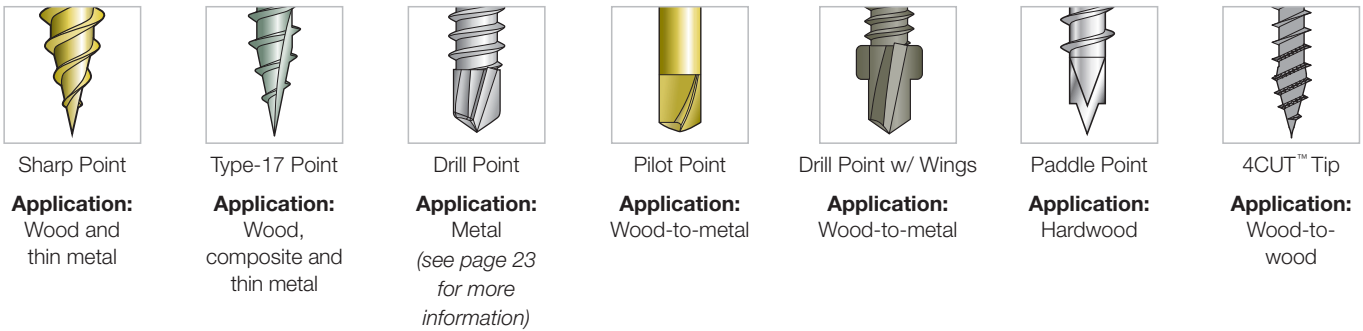 Sharp Point
Application:
Wood and
thin metal
Type-17 Point
Application:
Wood,
composite and
thin metal
Drill Point
Application:
Metal
(see page 23
for more
information)
Pilot Point
Application:
Wood-to-metal
Drill Point w/ Wings
Application:
Wood-to-metal
Paddle Point
Application:
Hardwood
4CUT™ Tip
Application:
Wood-to-
wood